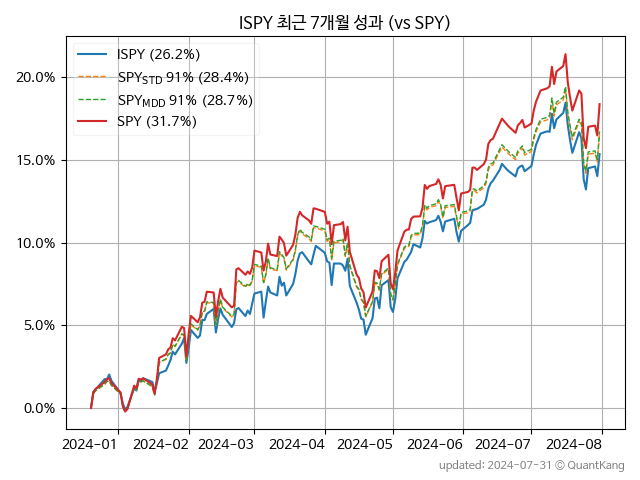 ISPY 최근 7개월 성과 (vs SPY)
ISPY (26.2%)
SPY_STD 91% (28.4%)
SPY_MDD 91% (28.7%)
SPY (31.7%)
20.0%
15.0%
10.0%
5.0%
0.0%
2024-01 2024-02 2024-03 2024-04 2024-05 2024-06 2024-07 2024-08
updated: 2024-07-31 © QuantKang